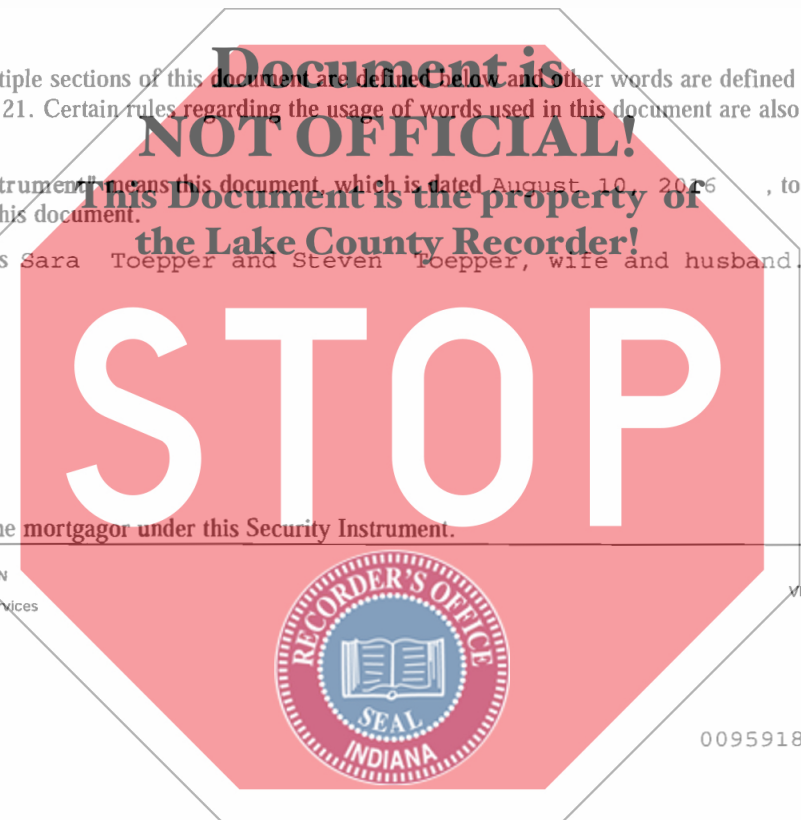 Document is
tiple sections of this document are defined below and other words are defined
21. Certain rules regarding the usage of words used in this document are also
NOT OFFICIAL!
trument" means this document, which is dated August 10, 2016 , to
This Document is the property of
his document.
the Lake County Recorder!
s Sara Toepper and Steven Toepper, wife and husband.
STOP
he mortgagor under this Security Instrument.
N
vices
VI
RECORDER'S OFFICE
SEAL
INDIANA
0095918